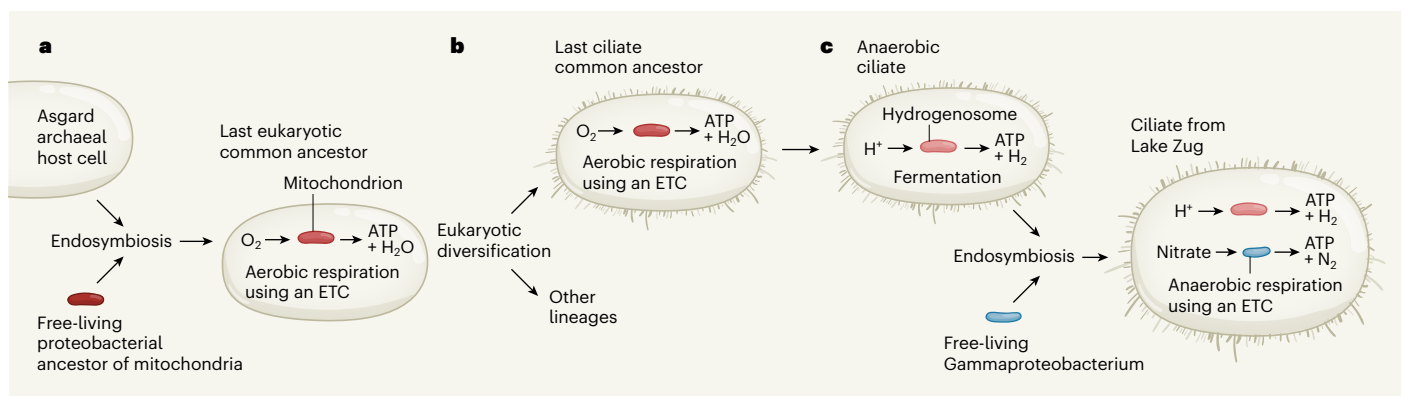 a
Asgard
archaeal
host cell
Endosymbiosis
Free-living
proteobacterial
ancestor of mitochondria
Last eukaryotic
common ancestor
Mitochondrion
O₂
ATP
+ H₂O
Aerobic respiration
using an ETC
b
Eukaryotic
diversification
Other
lineages
Last ciliate
common ancestor
O₂
ATP
+ H₂O
Aerobic respiration
using an ETC
c
Anaerobic
ciliate
Hydrogenosome
H⁺
ATP
+ H₂
Fermentation
Endosymbiosis
Free-living
Gammaproteobacterium
Ciliate from
Lake Zug
H⁺
ATP
+ H₂
Nitrate
ATP
+ N₂
Anaerobic respiration
using an ETC